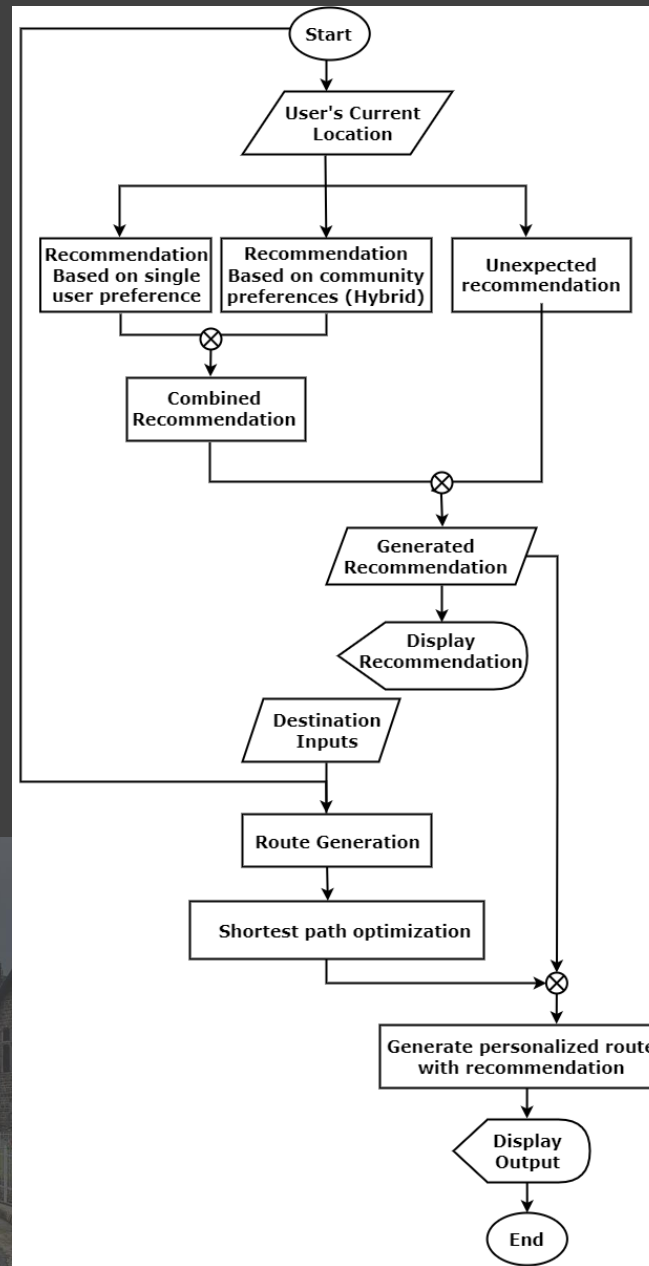 Start
User's Current
Location
Recommendation
Based on single
user preference
Recommendation
Based on community
preferences (Hybrid)
Unexpected
recommendation
Combined
Recommendation
Generated
Recommendation
Display
Recommendation
Destination
Inputs
Route Generation
Shortest path optimization
Generate personalized route
with recommendation
Display
Output
End